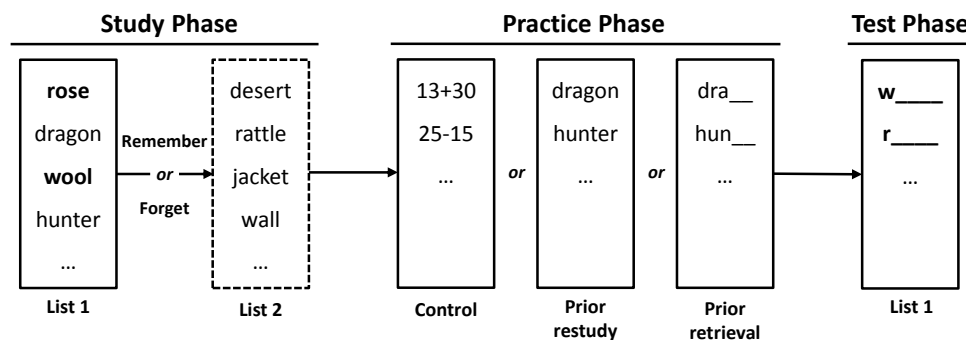 Study Phase
Practice Phase
Test Phase
rose
dragon
wool
hunter
...
List 1
Remember
or
Forget
desert
rattle
jacket
wall
...
List 2
13+30
25-15
...
Control
or
dragon
hunter
...
Prior
restudy
or
dra__
hun__
...
Prior
retrieval
w____
r____
...
List 1